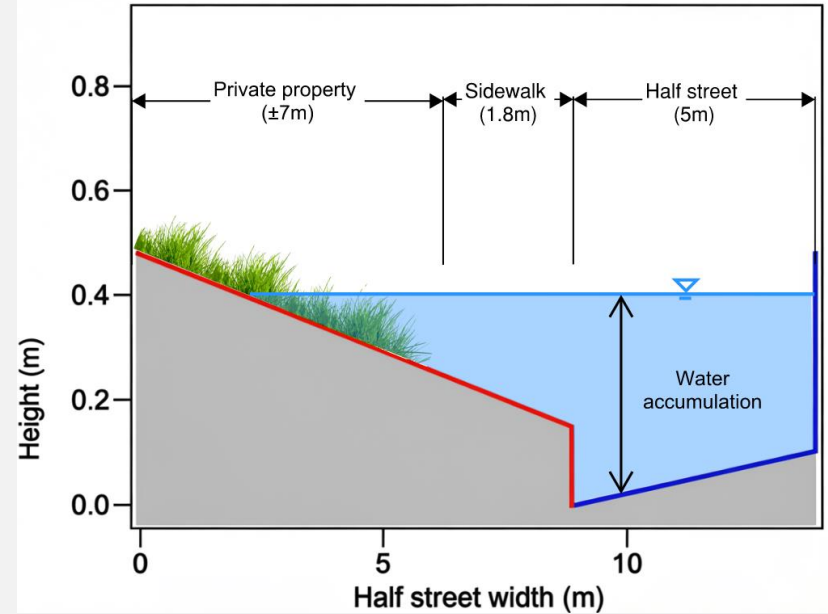 Private property
(±7m)
Sidewalk
(1.8m)
Half street
(5m)
0.8
0.6
0.4
0.2
0.0
Height (m)
Water
accumulation
0
5
10
Half street width (m)